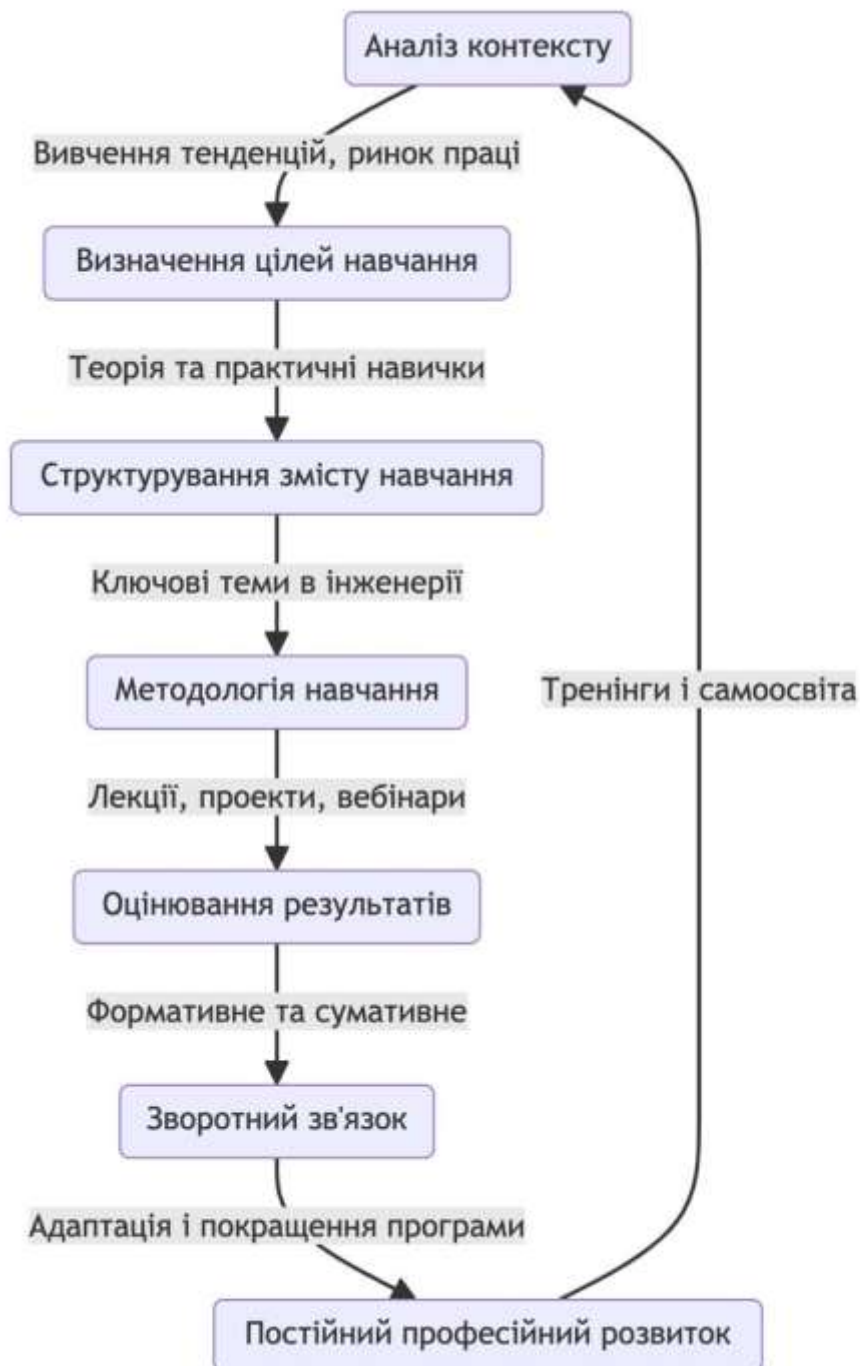 Аналіз контексту
Вивчення тенденцій, ринок праці
Визначення цілей навчання
Теорія та практичні навички
Структурування змісту навчання
Ключові теми в інженерії
Методологія навчання
Тренінги і самоосвіта
Лекції, проекти, вебінари
Оцінювання результатів
Формативне та сумативне
Зворотний зв'язок
Адаптація і покращення програми
Постійний професійний розвиток